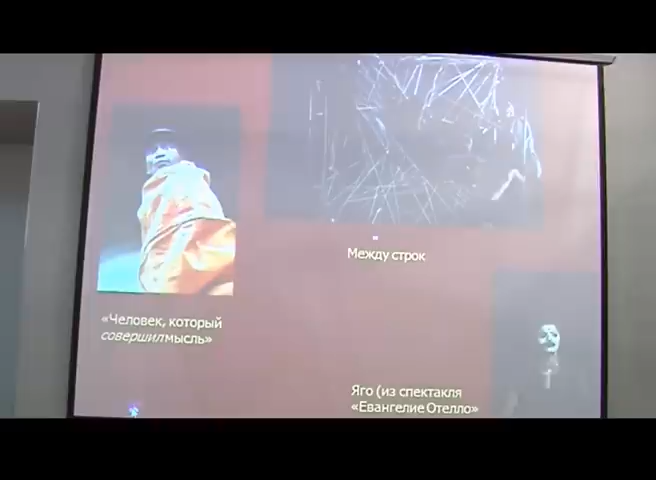 Между строк
«Человек, который
совершилмысль»
Яго (из спектакля
«Евангелие Отелло»